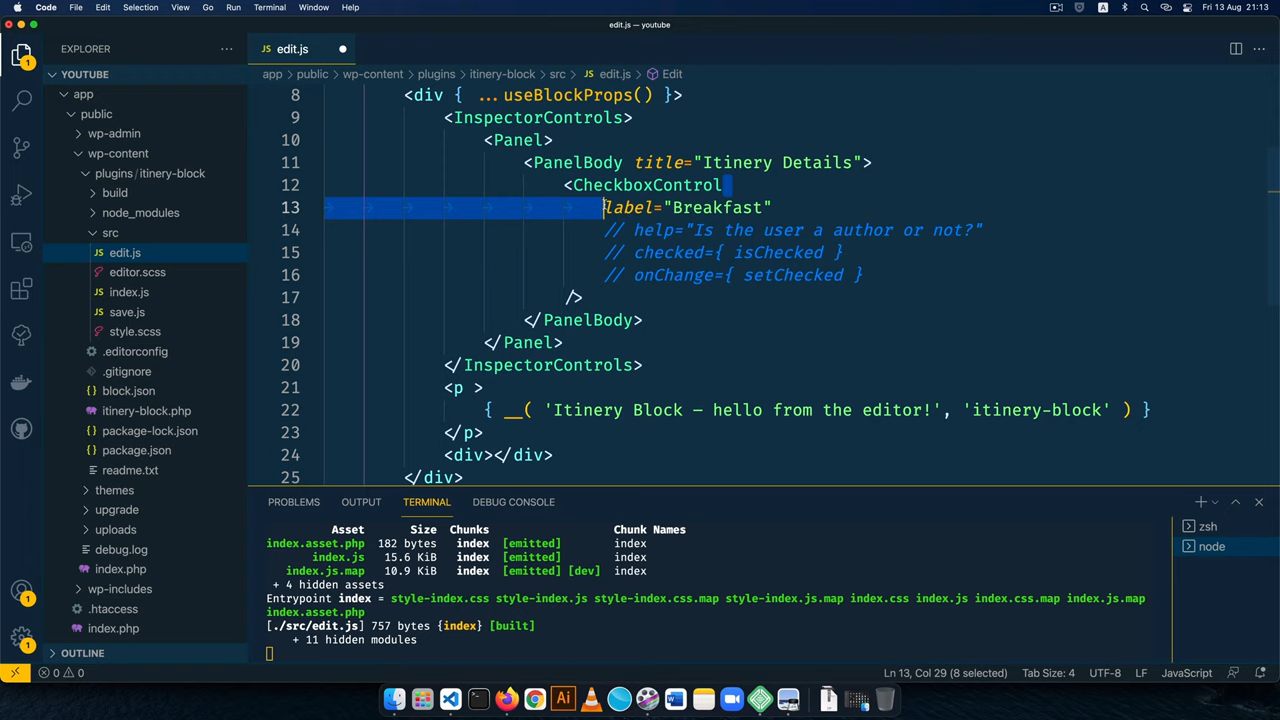 Code File Edit Selection View Go Run Terminal Window Help
A
Fri 13 Aug 21:13
edit.js — youtube
EXPLORER
YOUTUBE
app
public
wp-admin
wp-content
plugins / itinery-block
build
node_modules
src
edit.js
editor.scss
index.js
save.js
style.scss
.editorconfig
.gitignore
block.json
itinery-block.php
package-lock.json
package.json
readme.txt
themes
upgrade
uploads
debug.log
index.php
wp-includes
.htaccess
index.php
OUTLINE
1
1
1
JS edit.js
app > public > wp-content > plugins > itinery-block > src > JS edit.js > Edit
8 <div { ...useBlockProps() }>
9 <InspectorControls>
10 <Panel>
11 <PanelBody title="Itinery Details">
12 <CheckboxControl
13 label="Breakfast"
14 // help="Is the user a author or not?"
15 // checked={ isChecked }
16 // onChange={ setChecked }
17 />
18 </PanelBody>
19 </Panel>
20 </InspectorControls>
21 <p >
22 { __( 'Itinery Block – hello from the editor!', 'itinery-block' ) }
23 </p>
24 <div></div>
25 </div>
PROBLEMS OUTPUT TERMINAL DEBUG CONSOLE
Asset Size Chunks Chunk Names
index.asset.php 182 bytes index [emitted] index
index.js 15.6 KiB index [emitted] index
index.js.map 10.9 KiB index [emitted] [dev] index
+ 4 hidden assets
Entrypoint index = style-index.css style-index.js style-index.css.map style-index.js.map index.css index.js index.css.map index.js.map
index.asset.php
[./src/edit.js] 757 bytes {index} [built]
+ 11 hidden modules
zsh
node
0 0
Ln 13, Col 29 (8 selected) Tab Size: 4 UTF-8 LF JavaScript
Ai